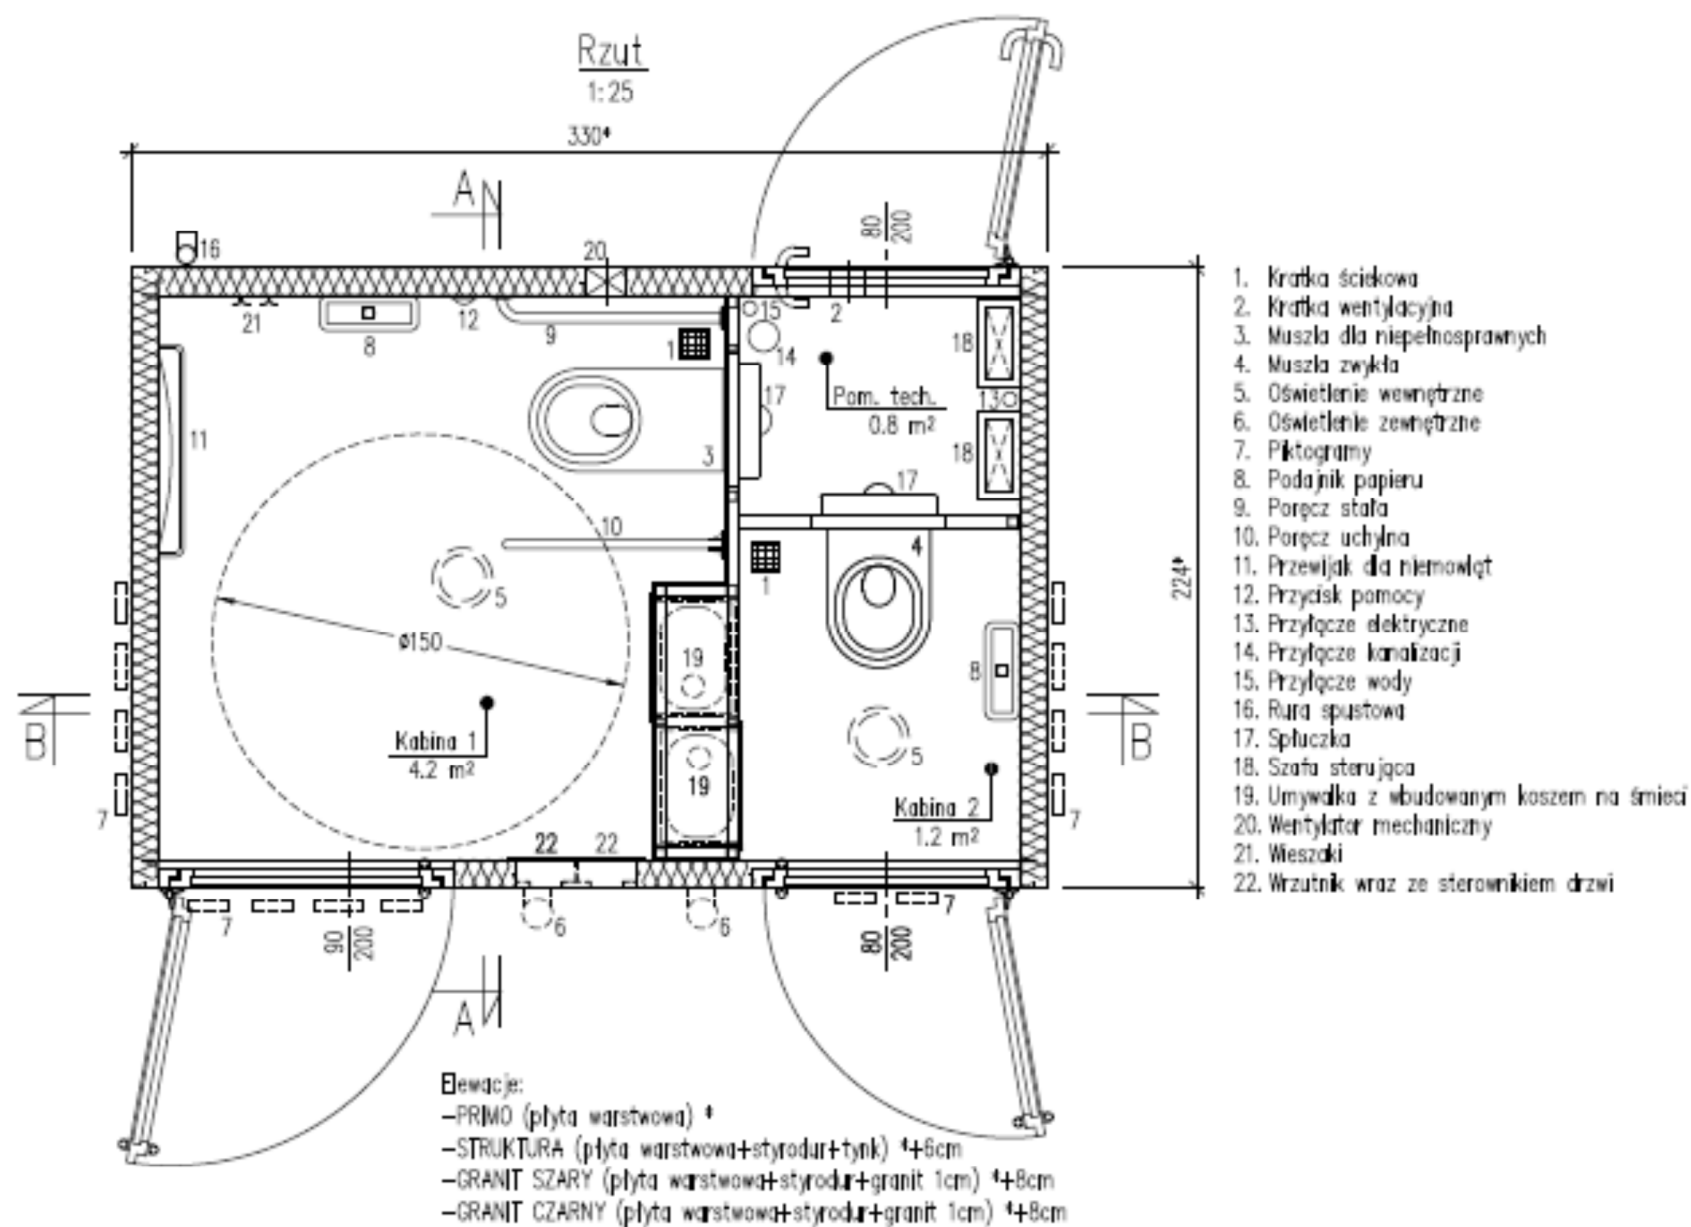 Rzut
1:25
330*
A
16
20
80
200
21
8
12
9
1
15
14
2
18
17
Pom. tech.
0.8 m²
13
11
3
18
17
10
4
1
5
224*
ø150
19
8
B
Kabina 1
4.2 m²
5
B
19
Kabina 2
1.2 m²
7
7
22
22
7
6
6
7
90
200
80
200
A
Elewacje:
-PRIMO (płyta warstwowa) *
-STRUKTURA (płyta warstwowa+styrodur+tynk) *+6cm
-GRANIT SZARY (płyta warstwowa+styrodur+granit 1cm) *+8cm
-GRANIT CZARNY (płyta warstwowa+styrodur+granit 1cm) *+8cm
1. Kratka ściekowa
2. Kratka wentylacyjna
3. Muszla dla niepełnosprawnych
4. Muszla zwykła
5. Oświetlenie wewnętrzne
6. Oświetlenie zewnętrzne
7. Piktogramy
8. Podajnik papieru
9. Poręcz stała
10. Poręcz uchylna
11. Przewijak dla niemowląt
12. Przycisk pomocy
13. Przyłącze elektryczne
14. Przyłącze kanalizacji
15. Przyłącze wody
16. Rura spustowa
17. Spłuczka
18. Szafa sterująca
19. Umywalka z wbudowanym koszem na śmieci
20. Wentylator mechaniczny
21. Wieszaki
22. Wrzutnik wraz ze sterownikiem drzwi